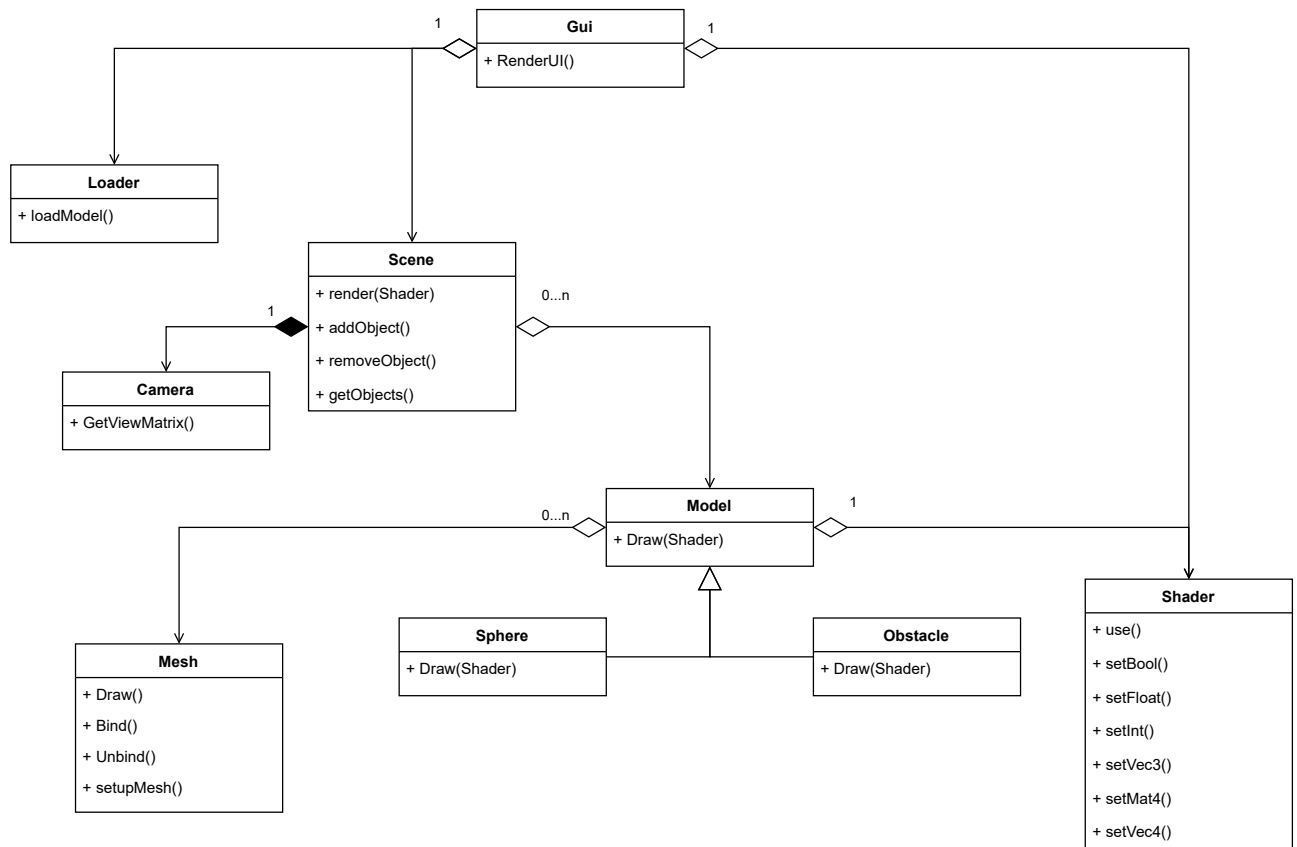 1
Gui
1
+ RenderUI()
Loader
+ loadModel()
Scene
+ render(Shader)
+ addObject()
+ removeObject()
+ getObjects()
0...n
1
Camera
+ GetViewMatrix()
Model
+ Draw(Shader)
0...n
1
Sphere
+ Draw(Shader)
Obstacle
+ Draw(Shader)
Mesh
+ Draw()
+ Bind()
+ Unbind()
+ setupMesh()
Shader
+ use()
+ setBool()
+ setFloat()
+ setInt()
+ setVec3()
+ setMat4()
+ setVec4()